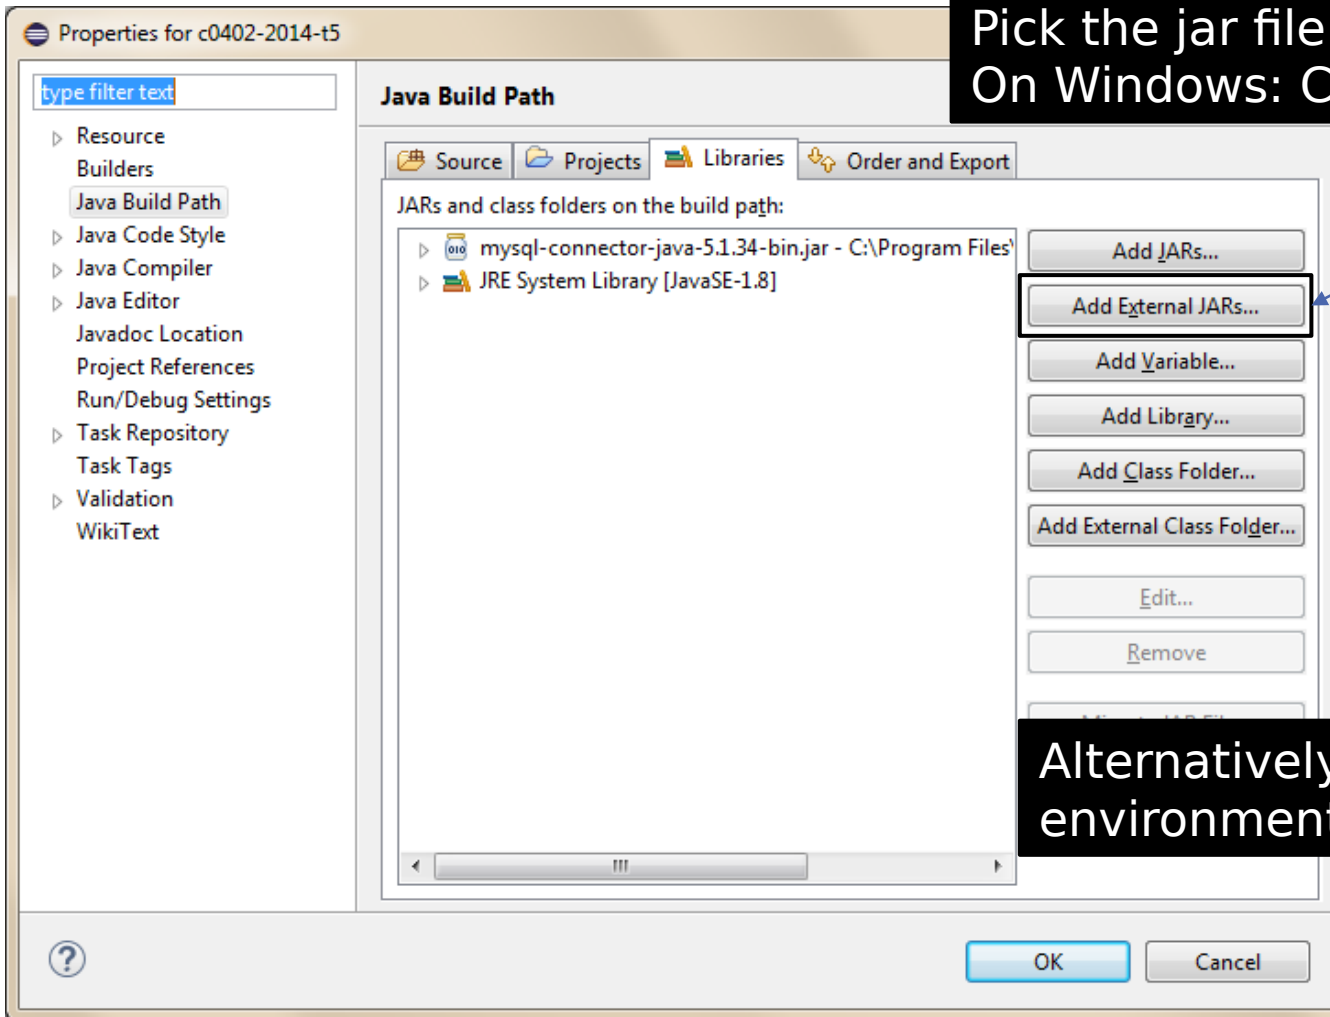 Properties for c0402-2014-t5
Pick the jar file
On Windows: C
type filter text
Resource
Builders
Java Build Path
Java Code Style
Java Compiler
Java Editor
Javadoc Location
Project References
Run/Debug Settings
Task Repository
Task Tags
Validation
WikiText
Java Build Path
Source Projects Libraries Order and Export
JARs and class folders on the build path:
mysql-connector-java-5.1.34-bin.jar - C:\Program Files\
JRE System Library [JavaSE-1.8]
Add JARs...
Add External JARs...
Add Variable...
Add Library...
Add Class Folder...
Add External Class Folder...
Edit...
Remove
Alternatively
environment
OK Cancel